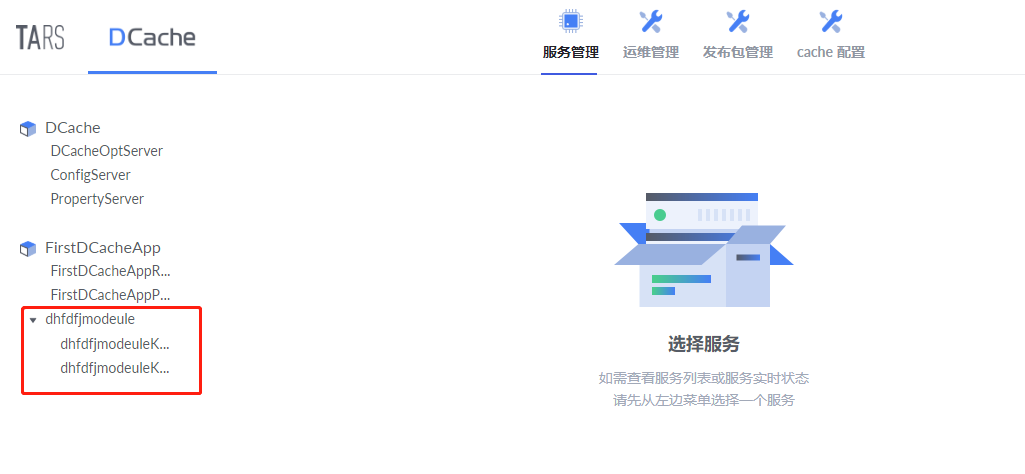 TARS
DCache
服务管理
运维管理
发布包管理
cache 配置
DCache
DCacheOptServer
ConfigServer
PropertyServer
FirstDCacheApp
FirstDCacheAppR...
FirstDCacheAppP...
dhfdfjmodeule
dhfdfjmodeuleK...
dhfdfjmodeuleK...
选择服务
如需查看服务列表或服务实时状态
请先从左边菜单选择一个服务